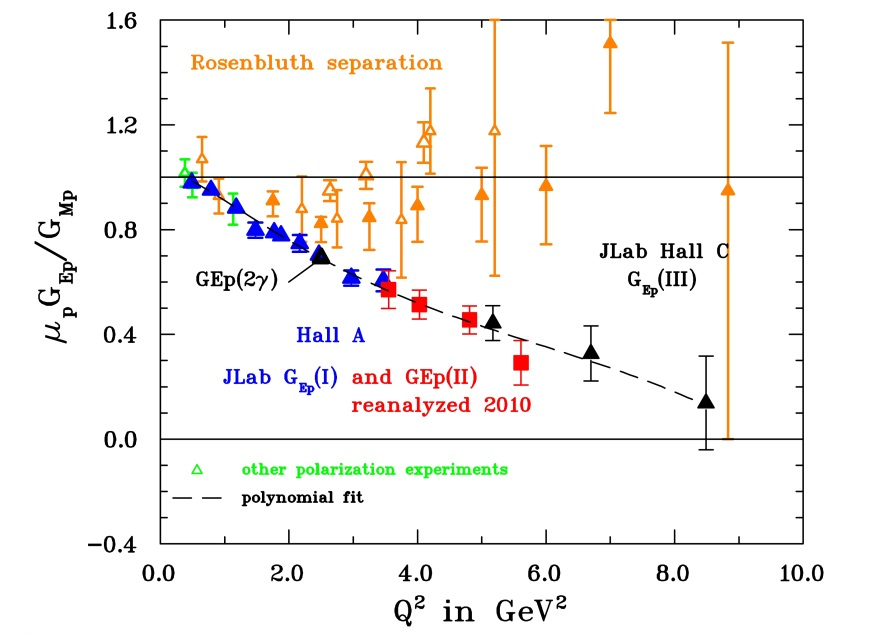 1.6
1.2
0.8
0.4
0.0
−0.4
μpGEp/GMp
Rosenbluth separation
JLab Hall C
GEp(III)
GEp(2γ)
Hall A
JLab GEp(I) and GEp(II)
reanalyzed 2010
other polarization experiments
polynomial fit
0.0 2.0 4.0 6.0 8.0 10.0
Q² in GeV²